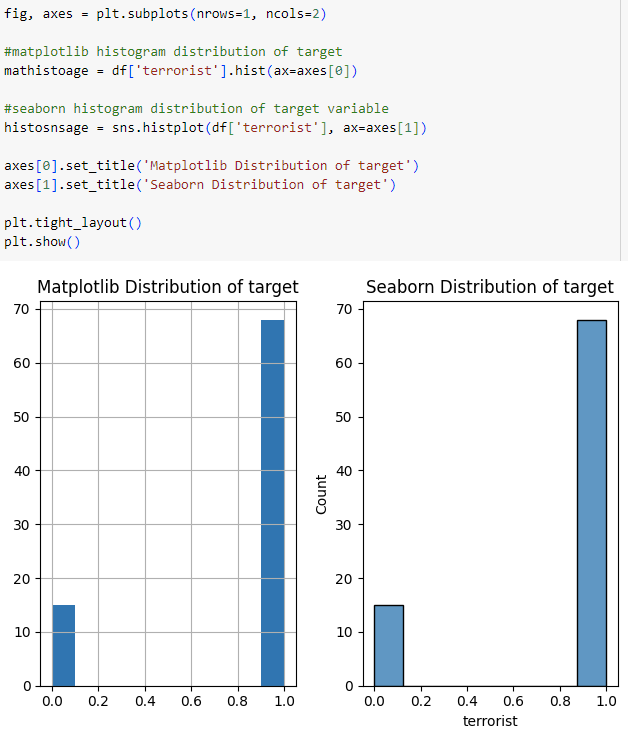 fig, axes = plt.subplots(nrows=1, ncols=2)
#matplotlib histogram distribution of target
mathistoage = df['terrorist'].hist(ax=axes[0])
#seaborn histogram distribution of target variable
histosnsage = sns.histplot(df['terrorist'], ax=axes[1])
axes[0].set_title('Matplotlib Distribution of target')
axes[1].set_title('Seaborn Distribution of target')
plt.tight_layout()
plt.show()
Matplotlib Distribution of target
70
60
50
40
30
20
10
0
0.0 0.2 0.4 0.6 0.8 1.0
Seaborn Distribution of target
Count
70
60
50
40
30
20
10
0
0.0 0.2 0.4 0.6 0.8 1.0
terrorist